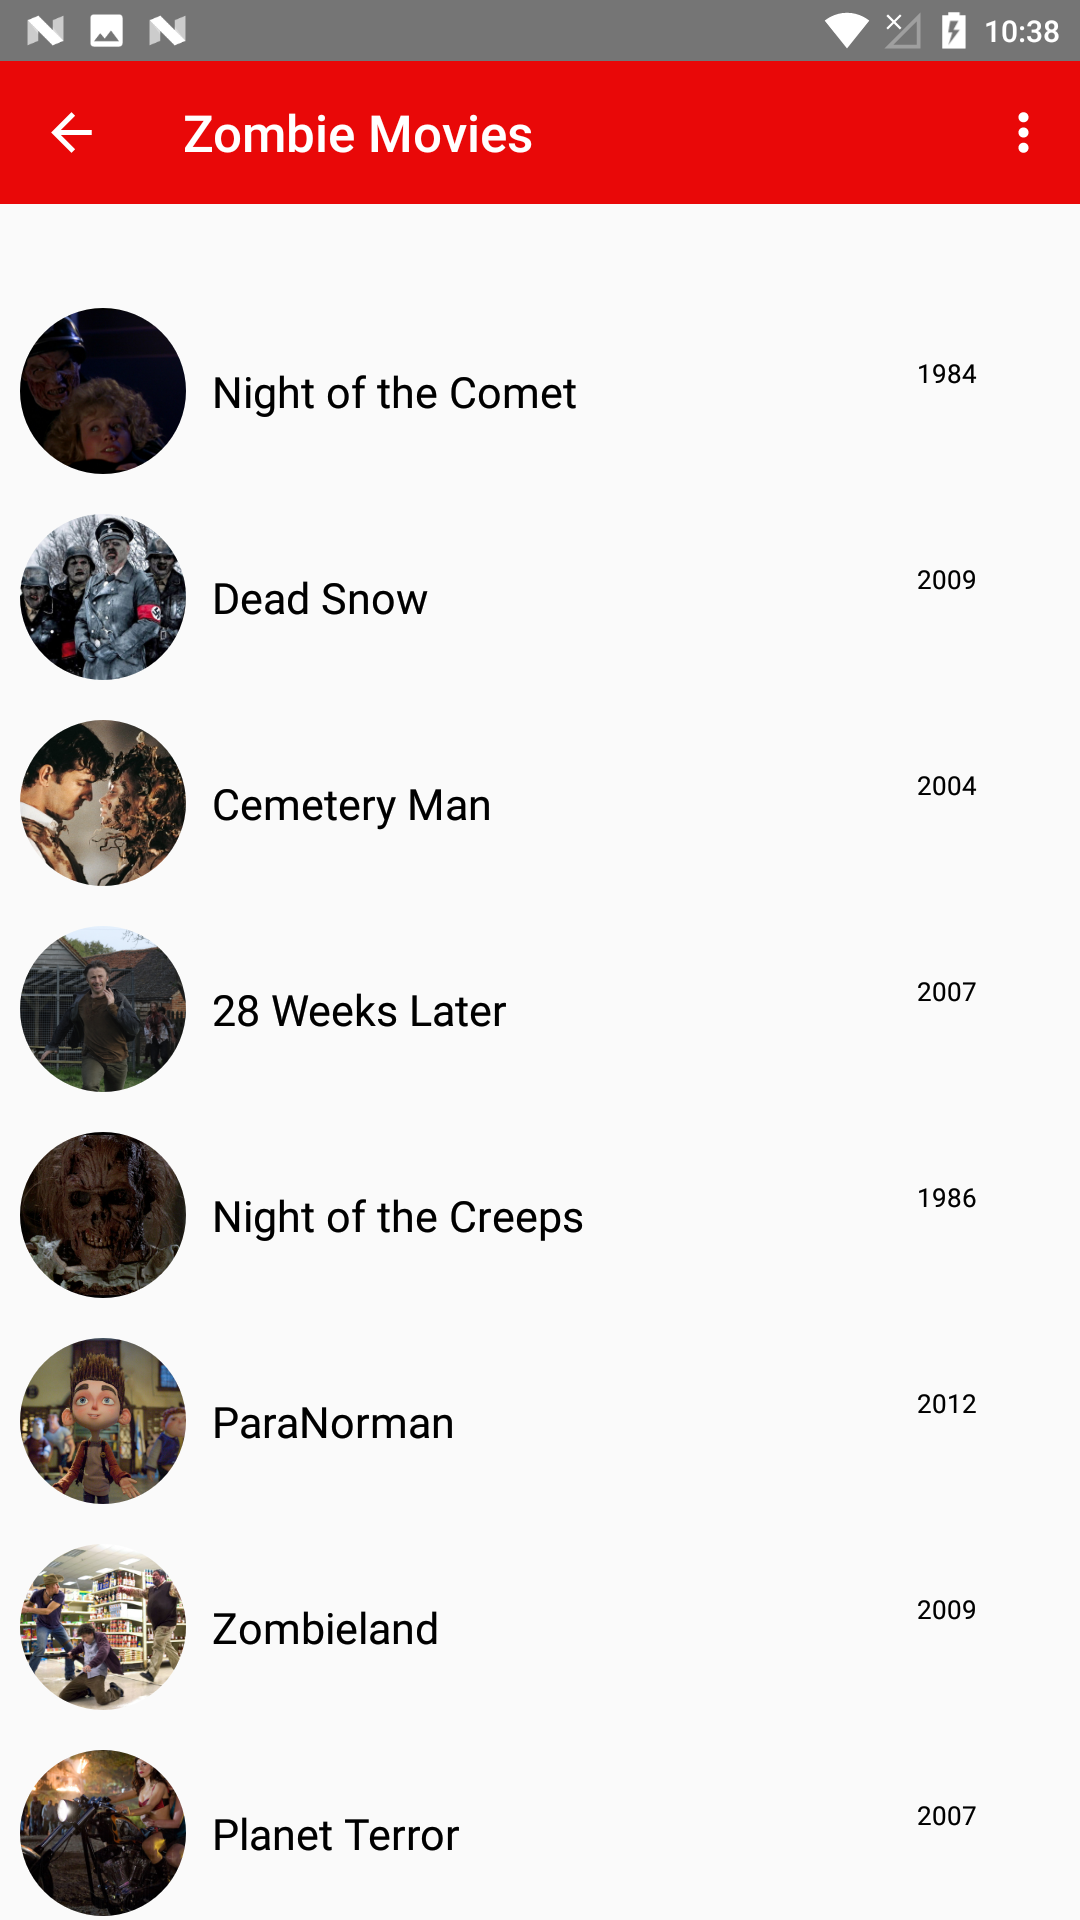 10:38
Zombie Movies
Night of the Comet 1984
Dead Snow 2009
Cemetery Man 2004
28 Weeks Later 2007
Night of the Creeps 1986
ParaNorman 2012
Zombieland 2009
Planet Terror 2007